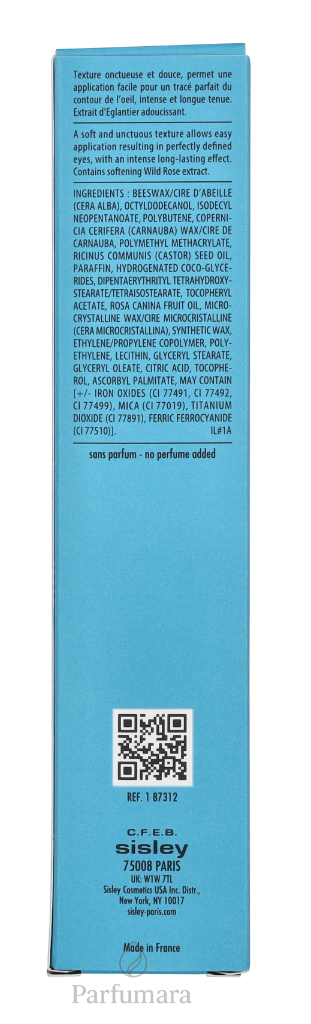 Texture onctueuse et douce, permet une
application facile pour un tracé parfait du
contour de l'oeil, intense et longue tenue.
Extrait d'Eglantier adoucissant.
A soft and unctuous texture allows easy
application resulting in perfectly defined
eyes, with an intense long-lasting effect.
Contains softening Wild Rose extract.
INGREDIENTS : BEESWAX/CIRE D'ABEILLE
(CERA ALBA), OCTYLDODECANOL, ISODECYL
NEOPENTANOATE, POLYBUTENE, COPERNI-
CIA CERIFERA (CARNAUBA) WAX/CIRE DE
CARNAUBA, POLYMETHYL METHACRYLATE,
RICINUS COMMUNIS (CASTOR) SEED OIL,
PARAFFIN, HYDROGENATED COCO-GLYCE-
RIDES, DIPENTAERYTHRITYL TETRAHYDROXY-
STEARATE/TETRAISOSTEARATE, TOCOPHERYL
ACETATE, ROSA CANINA FRUIT OIL, MICRO-
CRYSTALLINE WAX/CIRE MICROCRISTALLINE
(CERA MICROCRISTALLINA), SYNTHETIC WAX,
ETHYLENE/PROPYLENE COPOLYMER, POLY-
ETHYLENE, LECITHIN, GLYCERYL STEARATE,
GLYCERYL OLEATE, CITRIC ACID, TOCOPHE-
ROL, ASCORBYL PALMITATE, MAY CONTAIN
[+/- IRON OXIDES (CI 77491, CI 77492,
CI 77499), MICA (CI 77019), TITANIUM
DIOXIDE (CI 77891), FERRIC FERROCYANIDE
(CI 77510)]. IL#1A
sans parfum - no perfume added
REF. 1 87312
C.F.E.B.
sisley
75008 PARIS
UK: W1W 7TL
Sisley Cosmetics USA Inc. Distr.,
New York, NY 10017
sisley-paris.com
Made in France
Parfumara